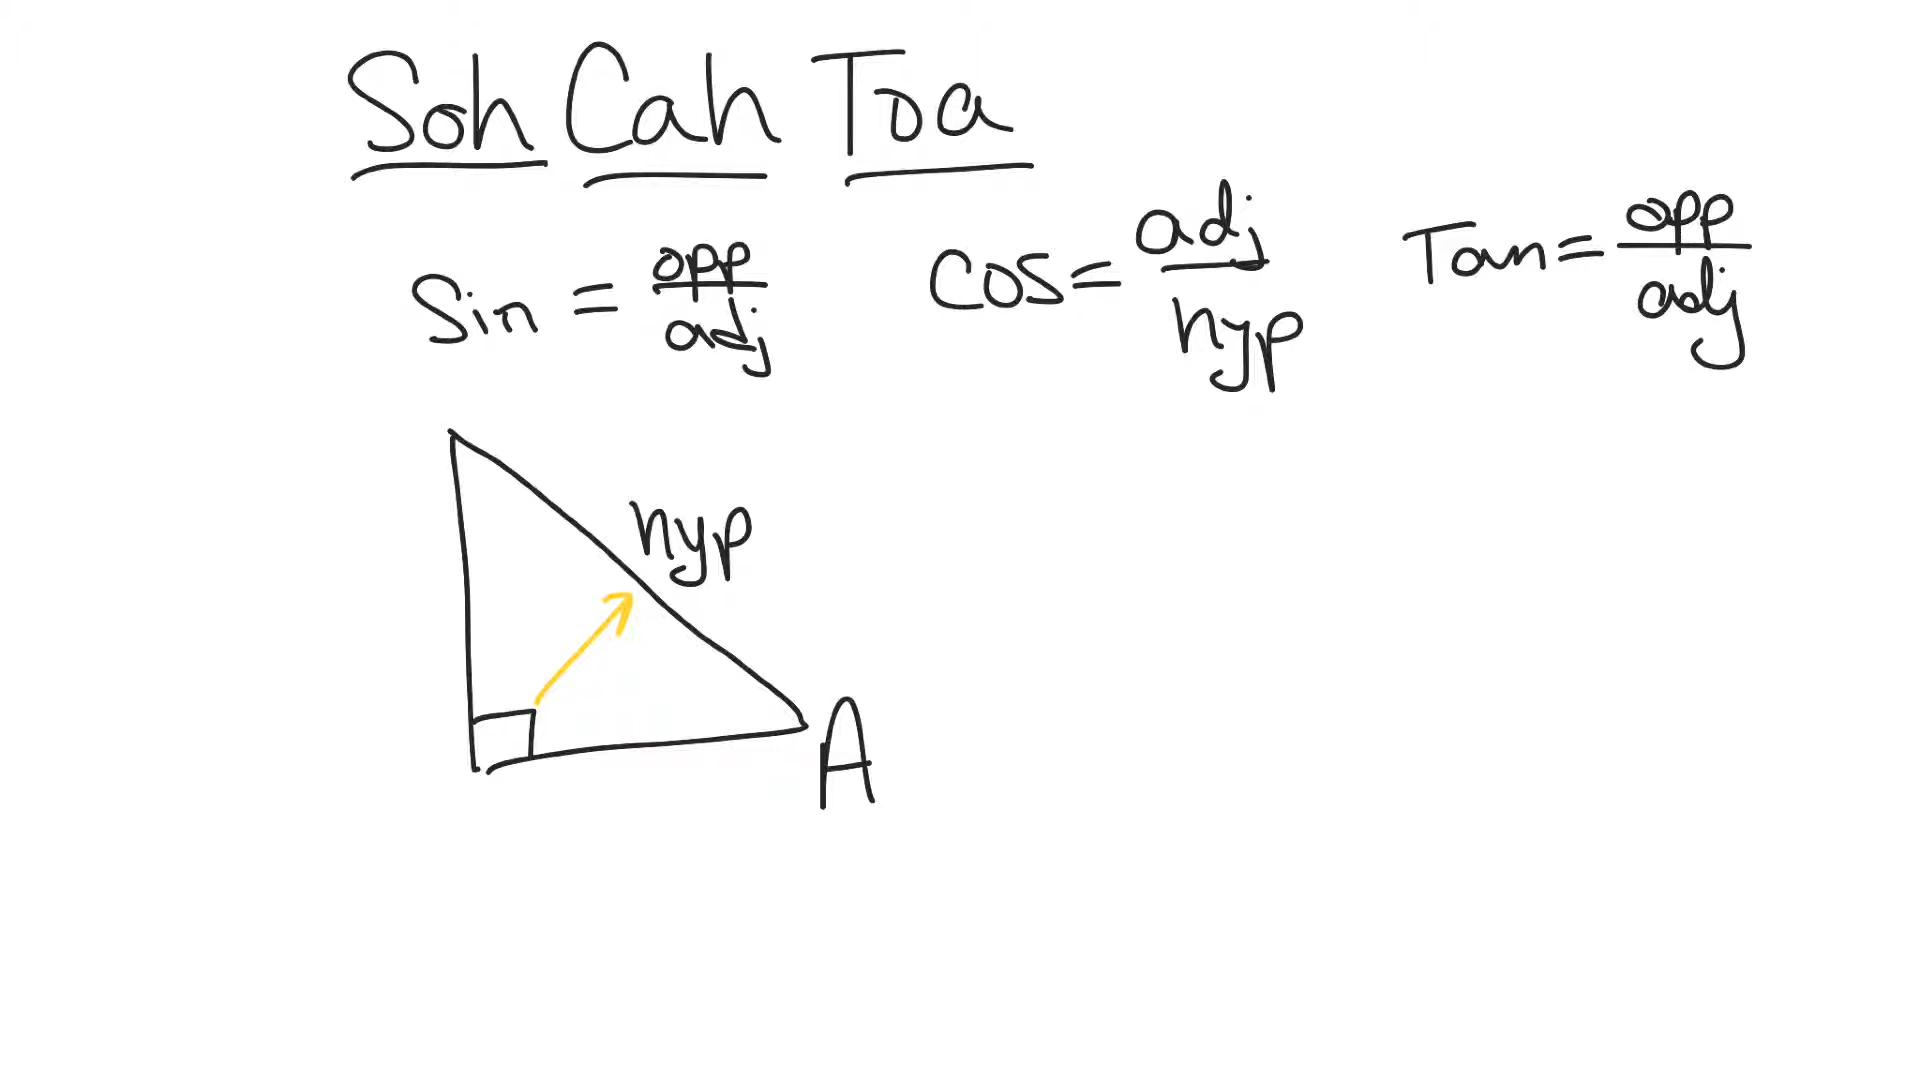 Soh Cah Toa
Sin = opp/adj
Cos = adj/hyp
Tan = opp/adj
hyp
A